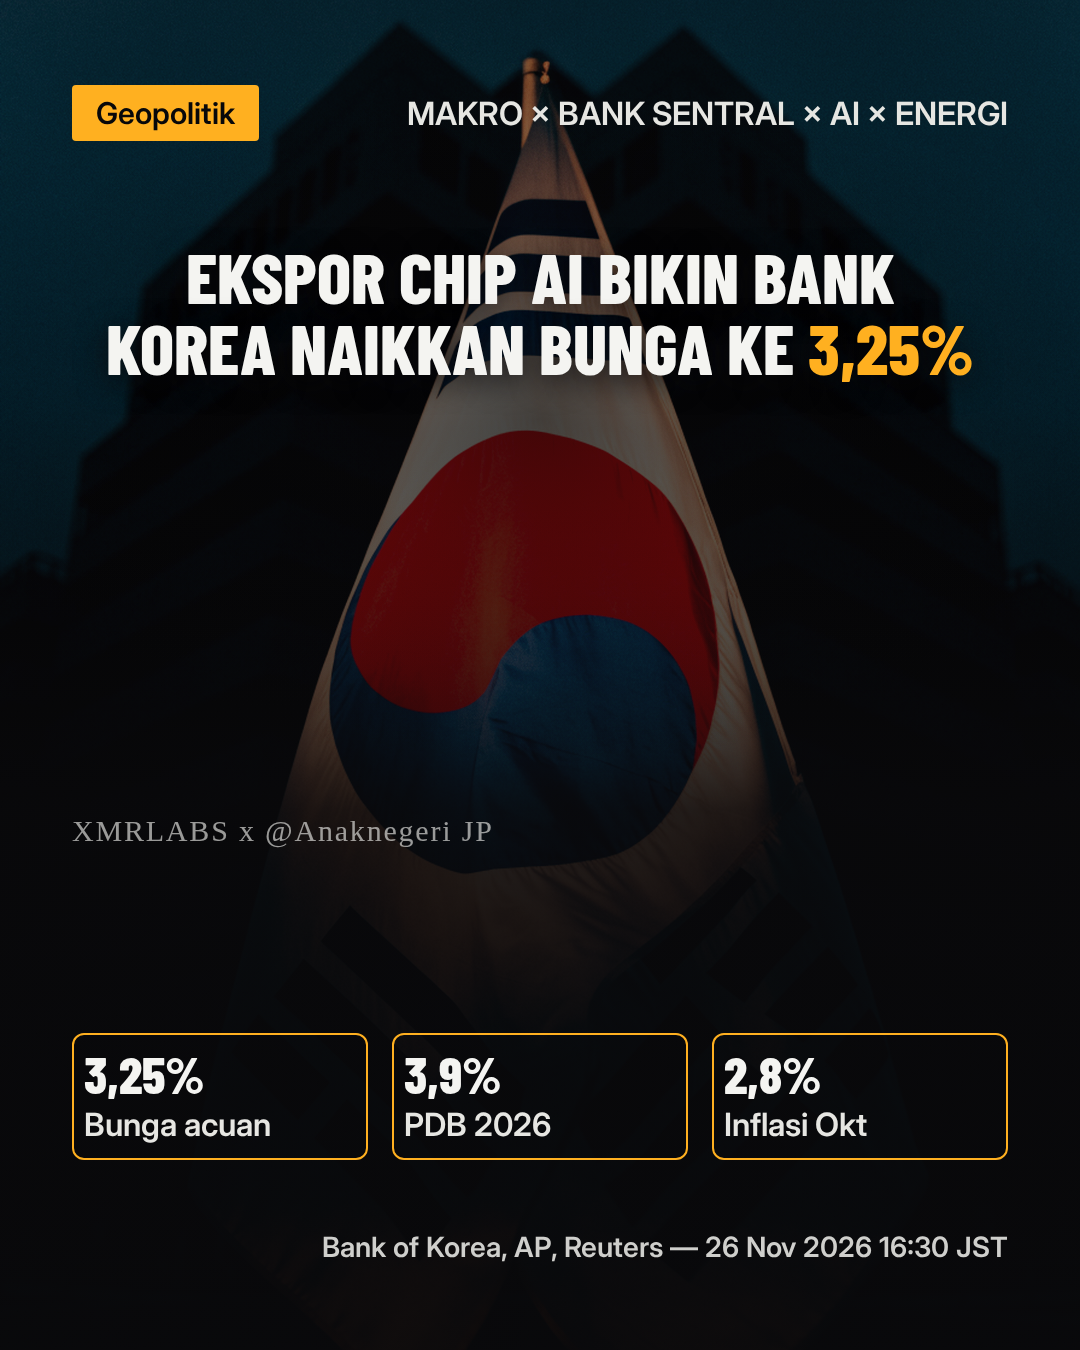 Geopolitik
MAKRO × BANK SENTRAL × AI × ENERGI
EKSPOR CHIP AI BIKIN BANK
KOREA NAIKKAN BUNGA KE 3,25%
XMRLABS x @Anaknegeri JP
3,25%
Bunga acuan
3,9%
PDB 2026
2,8%
Inflasi Okt
Bank of Korea, AP, Reuters — 26 Nov 2026 16:30 JST